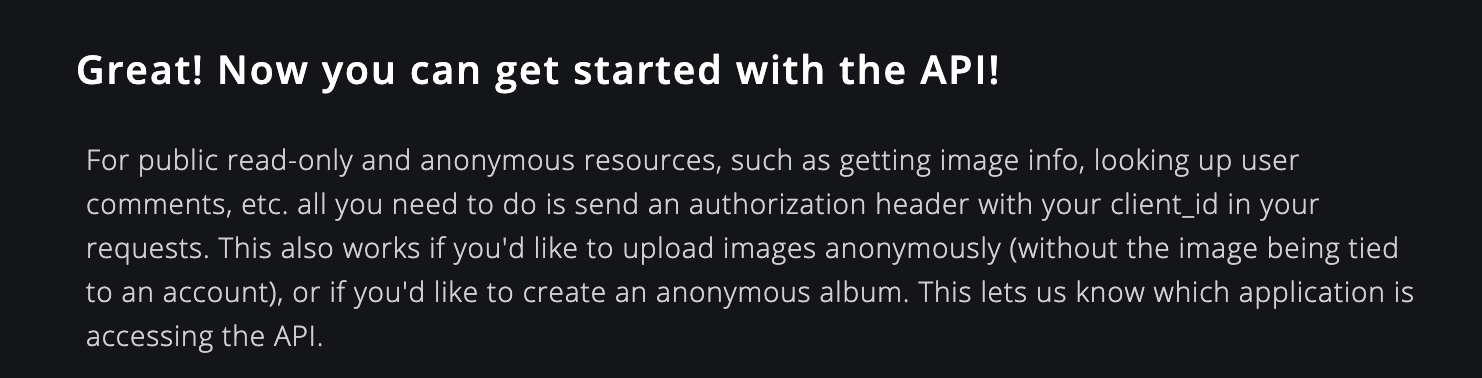 Great! Now you can get started with the API!
For public read-only and anonymous resources, such as getting image info, looking up user
comments, etc. all you need to do is send an authorization header with your client_id in your
requests. This also works if you'd like to upload images anonymously (without the image being tied
to an account), or if you'd like to create an anonymous album. This lets us know which application is
accessing the API.